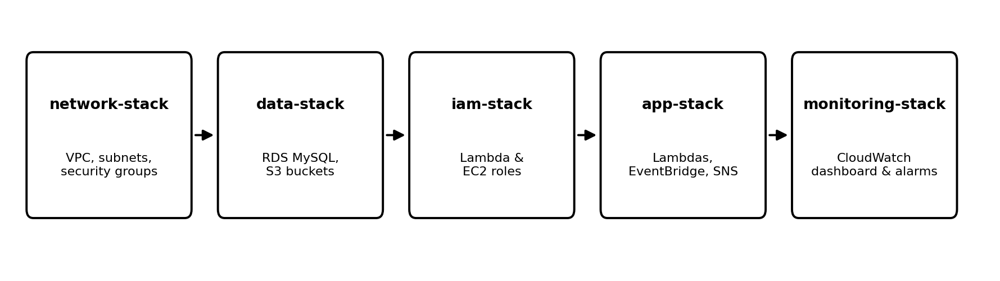 network-stack
VPC, subnets,
security groups
data-stack
RDS MySQL,
S3 buckets
iam-stack
Lambda &
EC2 roles
app-stack
Lambdas,
EventBridge, SNS
monitoring-stack
CloudWatch
dashboard & alarms